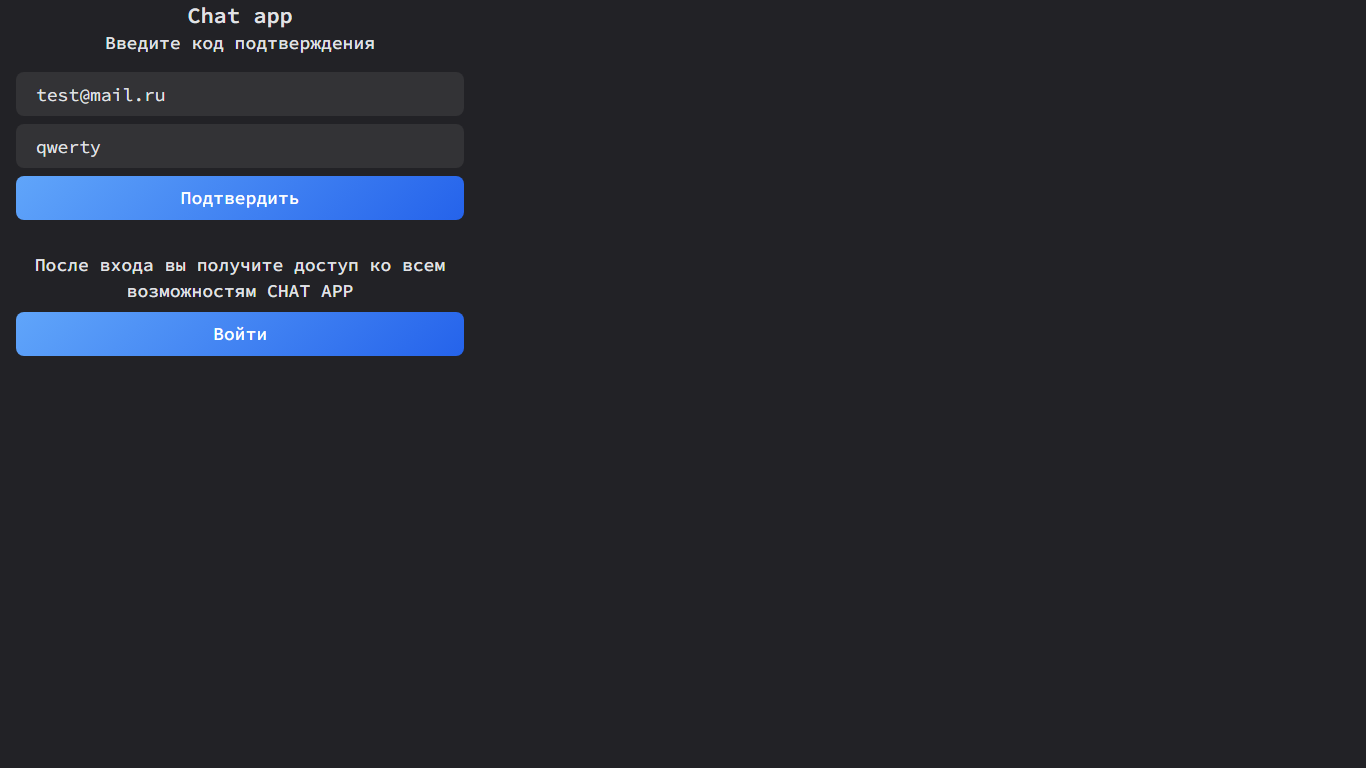 Chat app
Введите код подтверждения
test@mail.ru
qwerty
Подтвердить
После входа вы получите доступ ко всем
возможностям CHAT APP
Войти